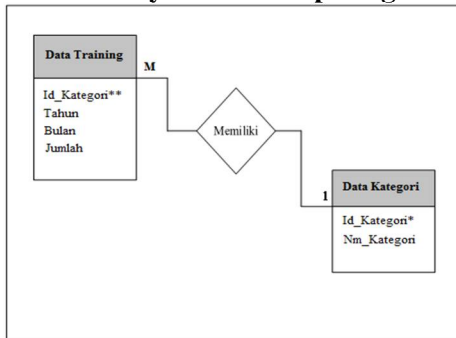 Data Training
M
Id_Kategori**
Tahun
Bulan
Jumlah
Memiliki
1
Data Kategori
Id_Kategori*
Nm_Kategori